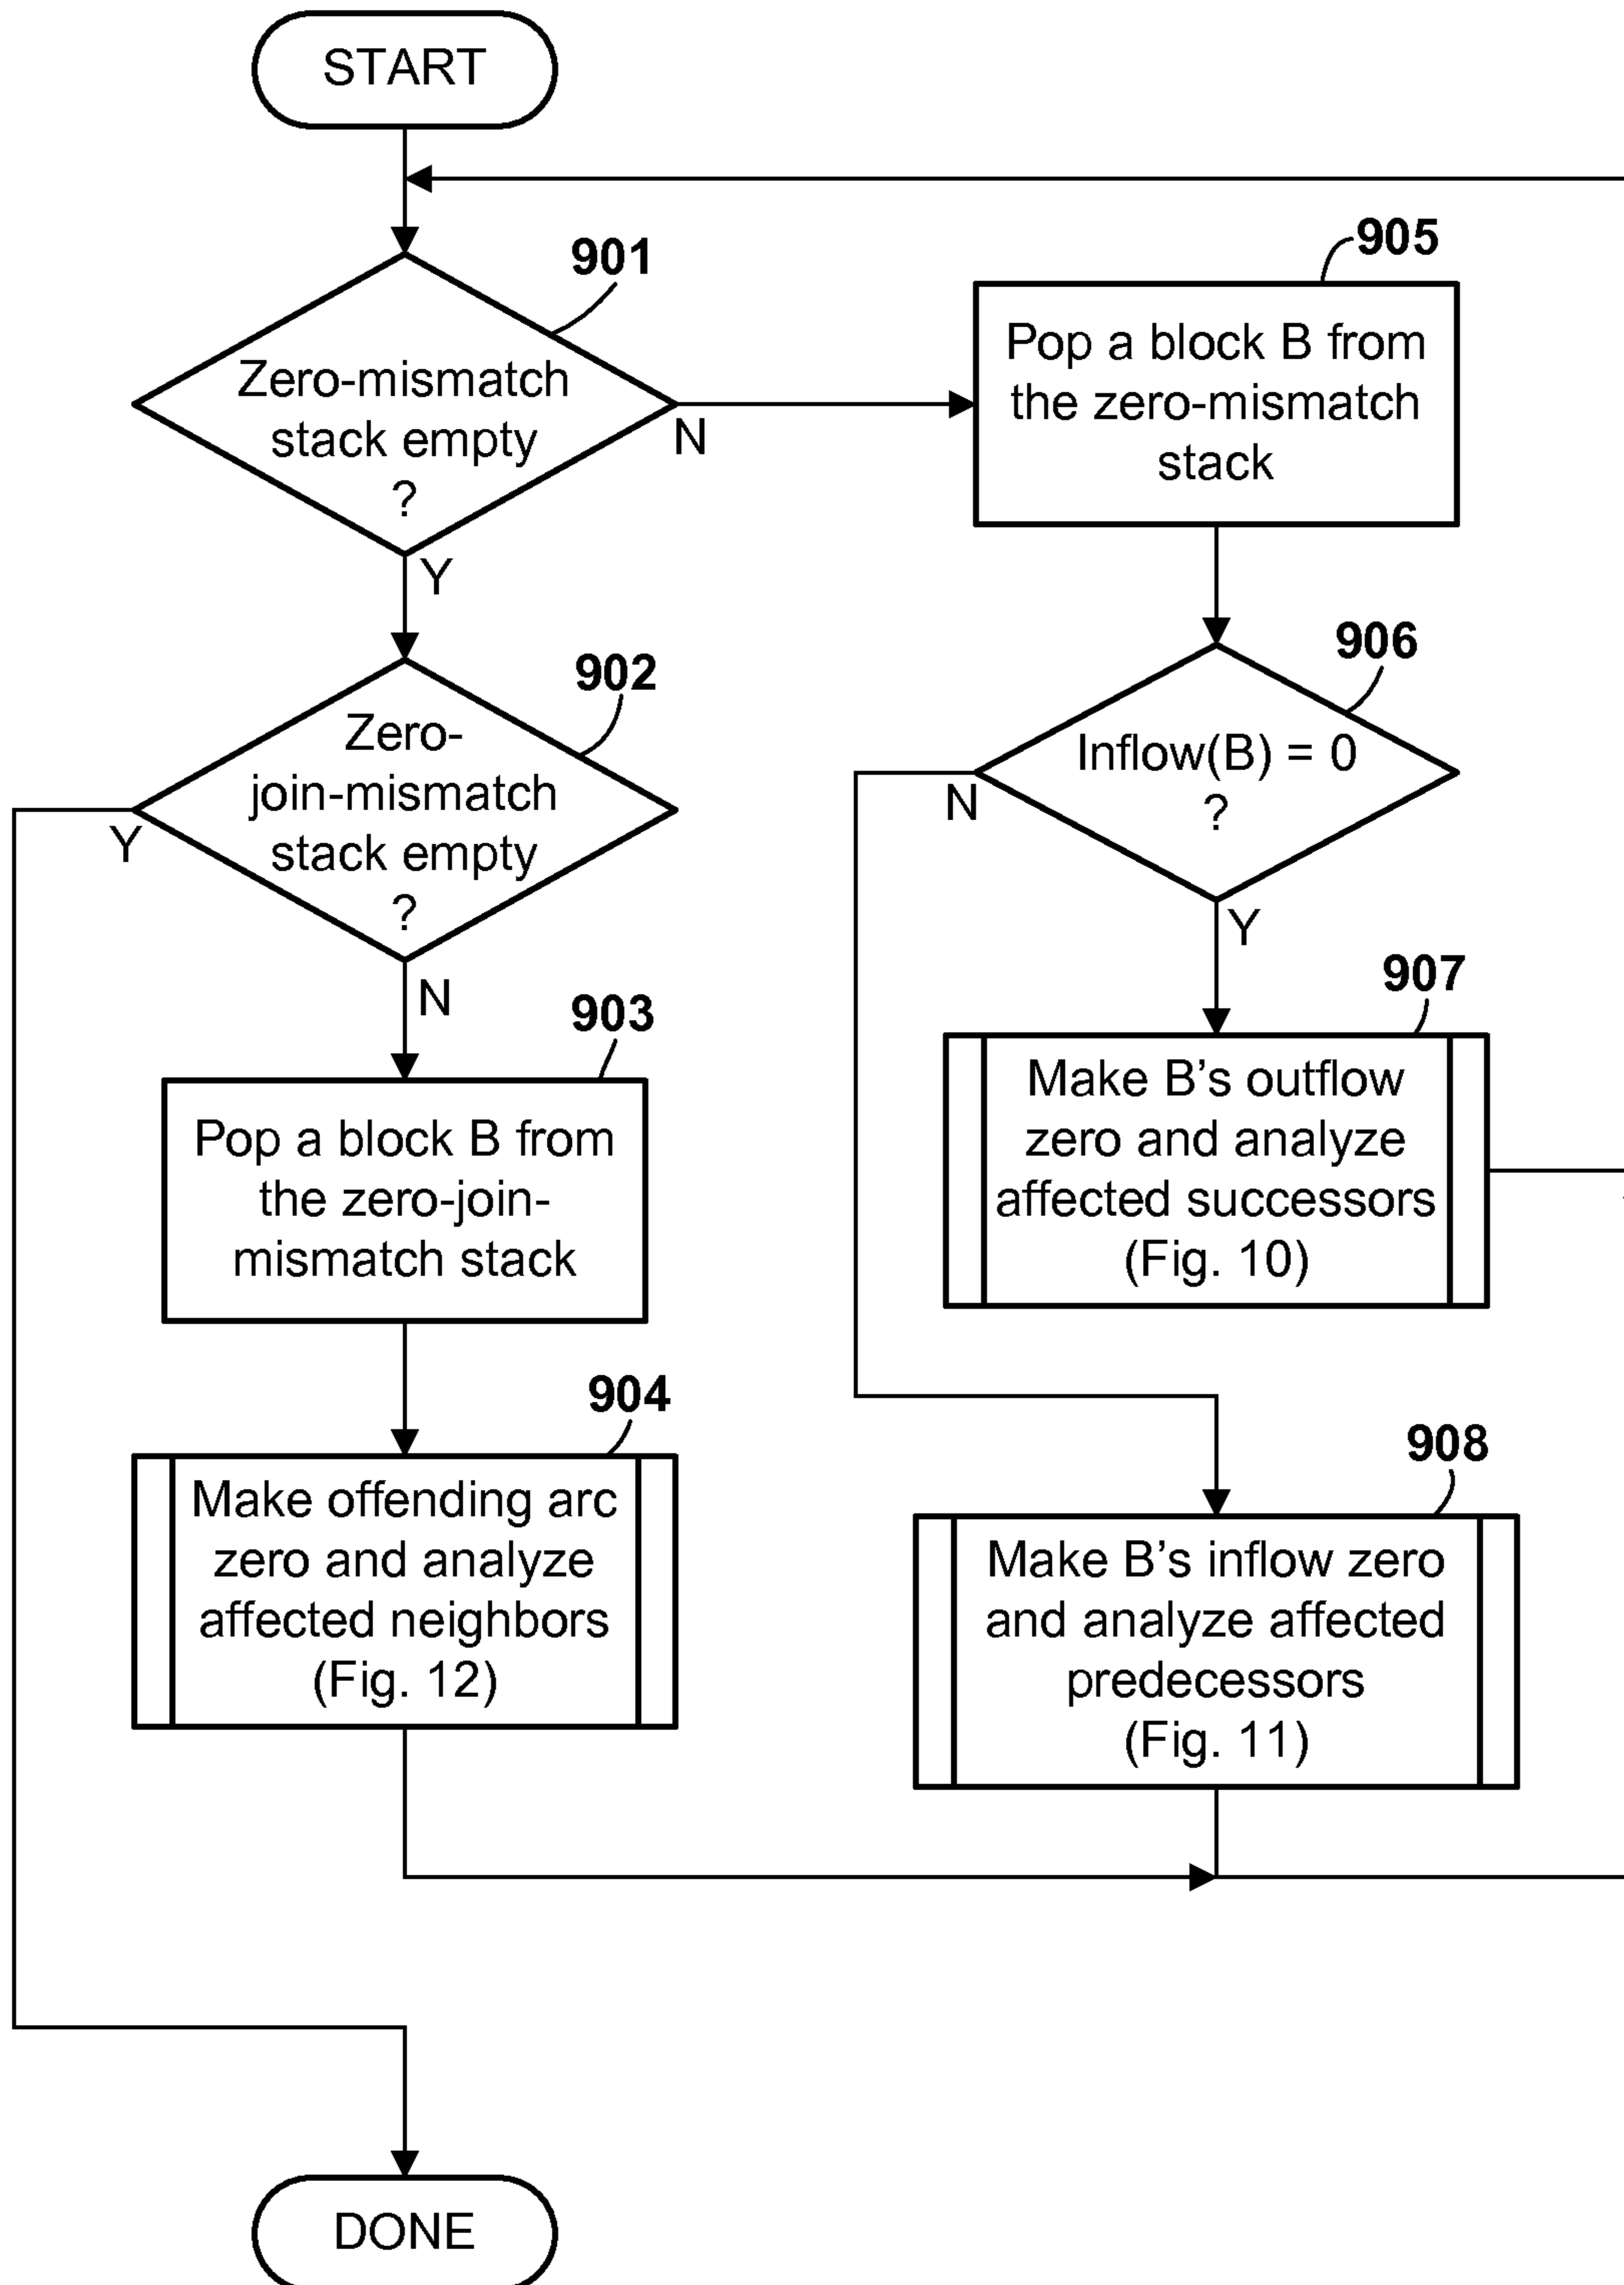 START
901
Zero-mismatch
stack empty
?
N
Y
902
Zero-
join-mismatch
stack empty
?
Y
N
903
Pop a block B from
the zero-join-
mismatch stack
904
Make offending arc
zero and analyze
affected neighbors
(Fig. 12)
905
Pop a block B from
the zero-mismatch
stack
906
Inflow(B) = 0
?
N
Y
907
Make B’s outflow
zero and analyze
affected successors
(Fig. 10)
908
Make B’s inflow zero
and analyze affected
predecessors
(Fig. 11)
DONE